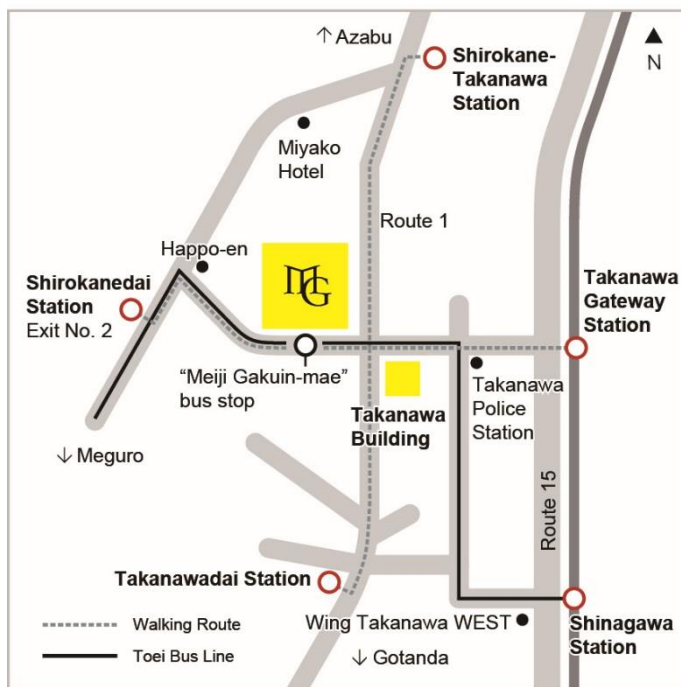 ↑ Azabu
Shirokane-
Takanawa
Station
N
Miyako
Hotel
Route 1
Happo-en
MG
Shirokanedai
Station
Exit No. 2
Takanawa
Gateway
Station
“Meiji Gakuin-mae”
bus stop
Takanawa
Building
Takanawa
Police
Station
↓ Meguro
Route 15
Takanawadai Station
Wing Takanawa WEST
Shinagawa
Station
Walking Route
Toei Bus Line
↓ Gotanda